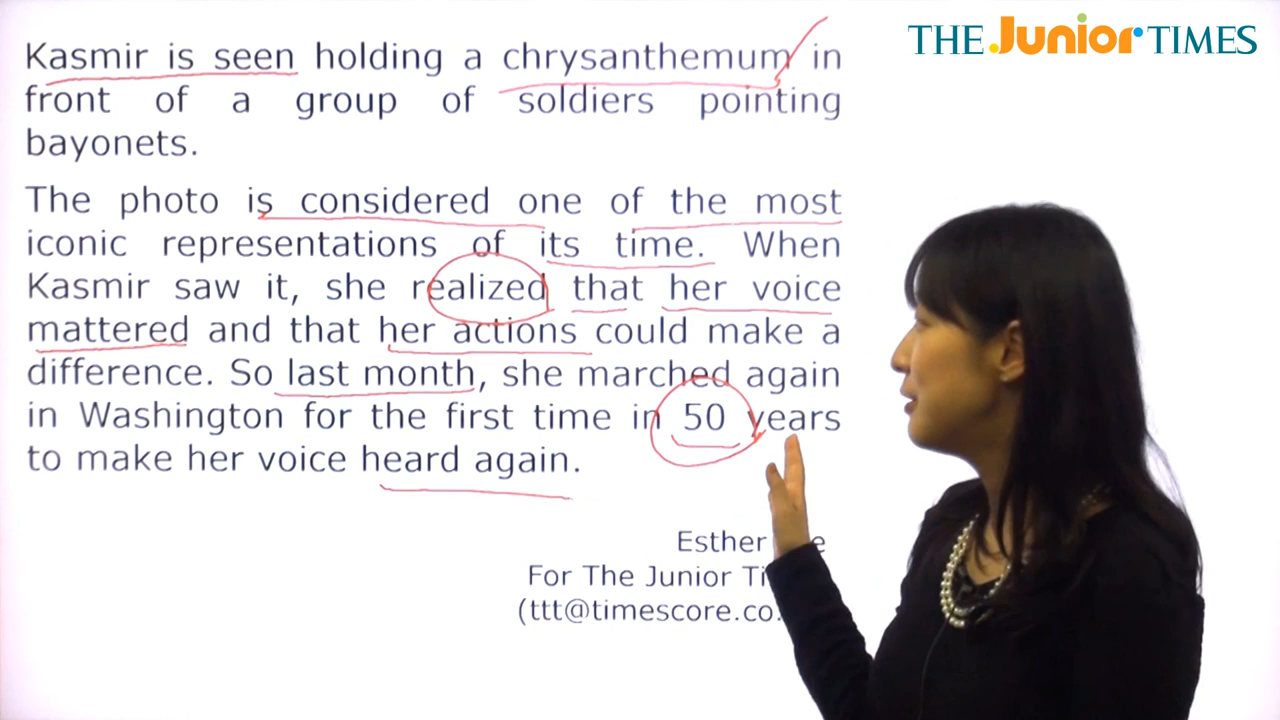 THE Junior TIMES
Kasmir is seen holding a chrysanthemum in
front of a group of soldiers pointing
bayonets.
The photo is considered one of the most
iconic representations of its time. When
Kasmir saw it, she realized that her voice
mattered and that her actions could make a
difference. So last month, she marched again
in Washington for the first time in 50 years
to make her voice heard again.
Esther
For The Junior
(ttt@timescore.co.